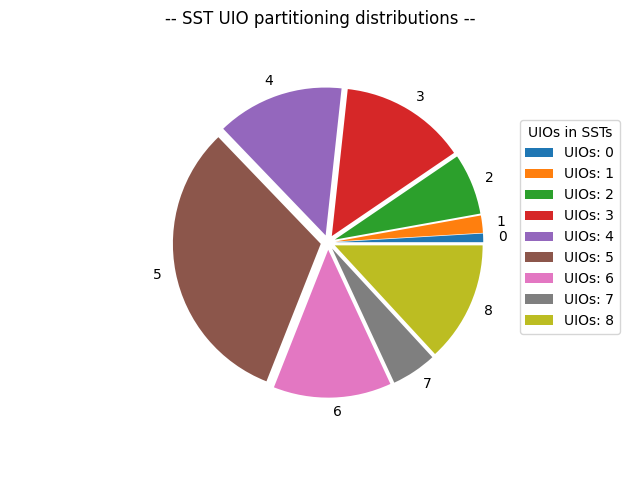 -- SST UIO partitioning distributions --
4
3
2
1
0
5
8
7
6
UIOs in SSTs
UIOs: 0
UIOs: 1
UIOs: 2
UIOs: 3
UIOs: 4
UIOs: 5
UIOs: 6
UIOs: 7
UIOs: 8